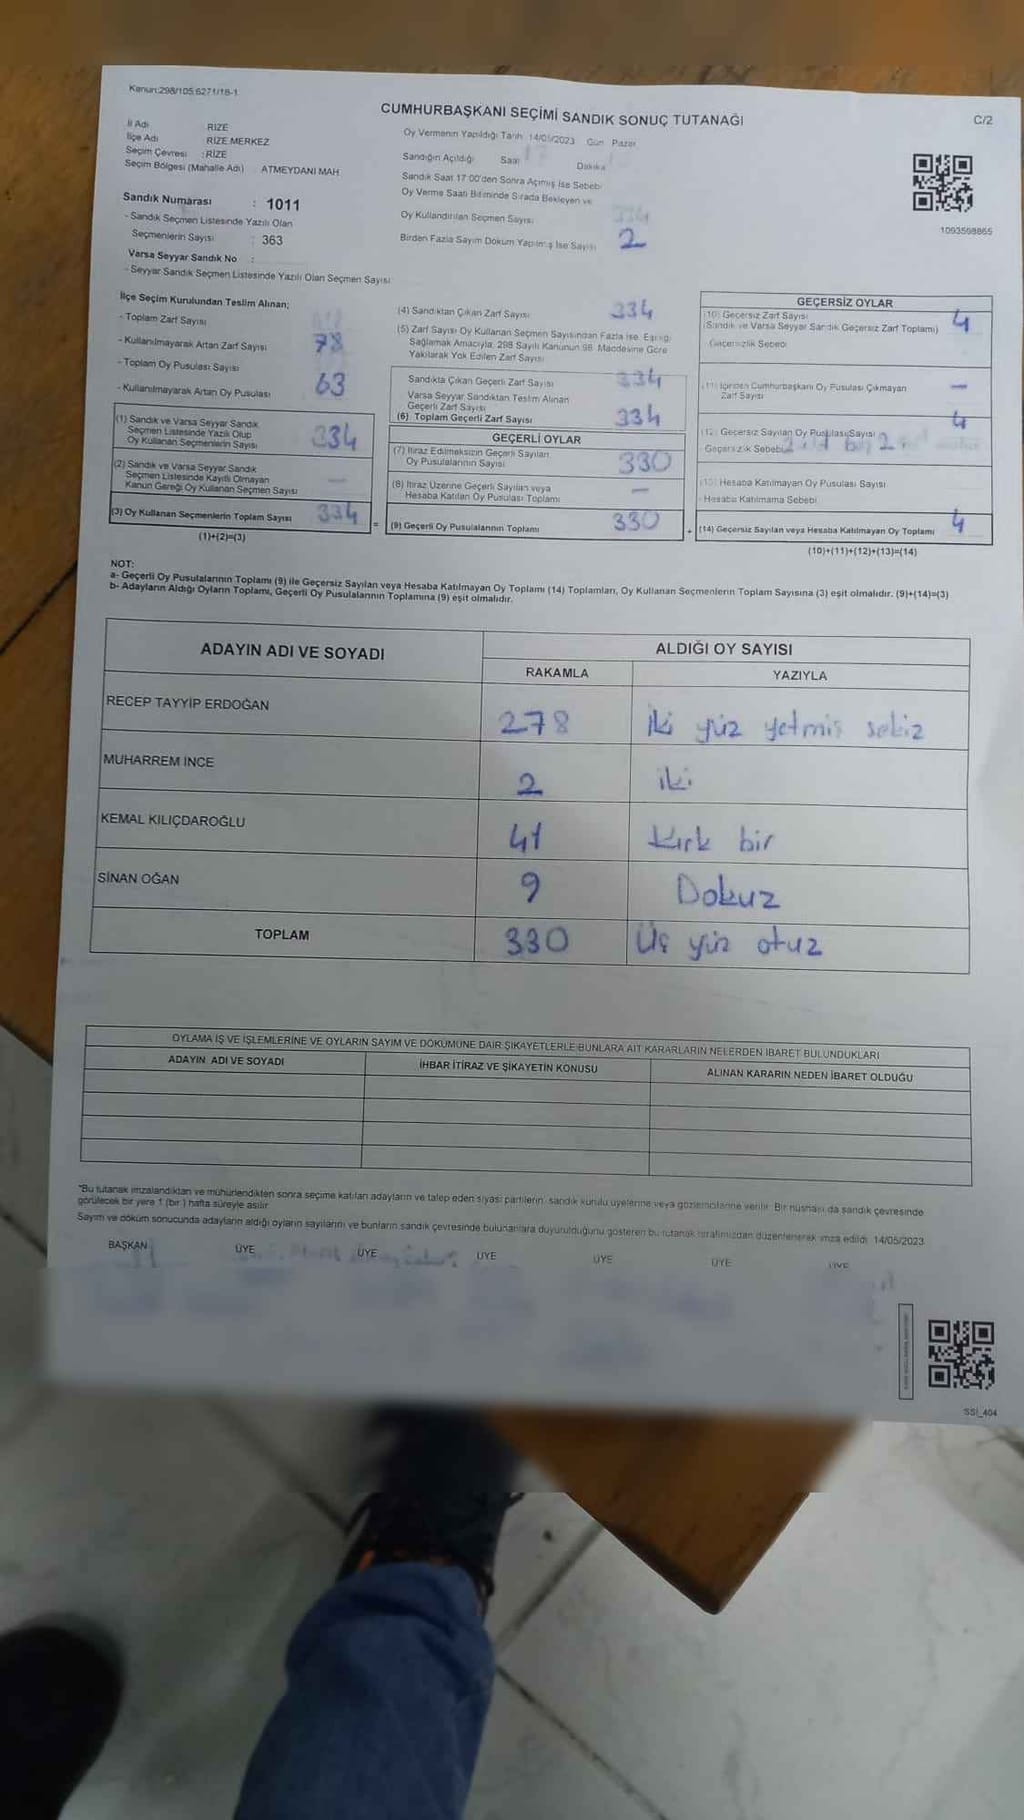 Kanun:298/105.6271/18-1
CUMHURBAŞKANI SEÇİMİ SANDIK SONUÇ TUTANAĞI
C/2
İl Adı RİZE
İlçe Adı RİZE MERKEZ
Seçim Çevresi :RİZE
Seçim Bölgesi (Mahalle Adı) : ATMEYDANI MAH
Sandık Numarası : 1011
- Sandık Seçmen Listesinde Yazılı Olan
Seçmenlerin Sayısı : 363
Varsa Seyyar Sandık No :
- Seyyar Sandık Seçmen Listesinde Yazılı Olan Seçmen Sayısı
Oy Vermenin Yapıldığı Tarih 14/05/2023 Gün Pazar
Sandığın Açıldığı Saat Dakika
Sandık Saat 17:00'den Sonra Açılmış İse Sebebi
Oy Verme Saati Bitiminde Sırada Bekleyen ve
Oy Kullandırılan Seçmen Sayısı 334
Birden Fazla Sayım Döküm Yapılmış İse Sayısı 2
1093598865
İlçe Seçim Kurulundan Teslim Alınan;
- Toplam Zarf Sayısı
- Kullanılmayarak Artan Zarf Sayısı 78
- Toplam Oy Pusulası Sayısı
- Kullanılmayarak Artan Oy Pusulası 63
(1) Sandık ve Varsa Seyyar Sandık
Seçmen Listesinde Yazılı Olup
Oy Kullanan Seçmenlerin Sayısı 334
(2) Sandık ve Varsa Seyyar Sandık
Seçmen Listesinde Kayıtlı Olmayan
Kanun Gereği Oy Kullanan Seçmen Sayısı —
(3) Oy Kullanan Seçmenlerin Toplam Sayısı 334
(1)+(2)=(3)
(4) Sandıktan Çıkan Zarf Sayısı 334
(5) Zarf Sayısı Oy Kullanan Seçmen Sayısından Fazla İse, Eşitliği
Sağlamak Amacıyla, 298 Sayılı Kanunun 98. Maddesine Göre
Yakılarak Yok Edilen Zarf Sayısı
Sandıkta Çıkan Geçerli Zarf Sayısı 334
Varsa Seyyar Sandıktan Teslim Alınan
Geçerli Zarf Sayısı
(6) Toplam Geçerli Zarf Sayısı 334
GEÇERLİ OYLAR
(7) İtiraz Edilmeksizin Geçerli Sayılan
Oy Pusulalarının Sayısı 330
(8) İtiraz Üzerine Geçerli Sayılan veya
Hesaba Katılan Oy Pusulası Toplamı —
= (9) Geçerli Oy Pusulalarının Toplamı 330
GEÇERSİZ OYLAR
(10) Geçersiz Zarf Sayısı 4
(Sandık ve Varsa Seyyar Sandık Geçersiz Zarf Toplamı)
Geçersizlik Sebebi
(11) İçinden Cumhurbaşkanı Oy Pusulası Çıkmayan —
Zarf Sayısı
(12) Geçersiz Sayılan Oy Pusulası Sayısı 4
Geçersizlik Sebebi
(13) Hesaba Katılmayan Oy Pusulası Sayısı
- Hesaba Katılmama Sebebi
+ (14) Geçersiz Sayılan veya Hesaba Katılmayan Oy Toplamı 4
(10)+(11)+(12)+(13)=(14)
NOT:
a- Geçerli Oy Pusulalarının Toplamı (9) ile Geçersiz Sayılan veya Hesaba Katılmayan Oy Toplamı (14) Toplamları, Oy Kullanan Seçmenlerin Toplam Sayısına (3) eşit olmalıdır. (9)+(14)=(3)
b- Adayların Aldığı Oyların Toplamı, Geçerli Oy Pusulalarının Toplamına (9) eşit olmalıdır.
ADAYIN ADI VE SOYADI ALDIĞI OY SAYISI
RAKAMLA YAZIYLA
RECEP TAYYİP ERDOĞAN 278 İki yüz yetmiş sekiz
MUHARREM İNCE 2 iki
KEMAL KILIÇDAROĞLU 41 Kırk bir
SİNAN OĞAN 9 Dokuz
TOPLAM 330 Üç yüz otuz
OYLAMA İŞ VE İŞLEMLERİNE VE OYLARIN SAYIM VE DÖKÜMÜNE DAİR ŞİKAYETLERLE BUNLARA AİT KARARLARIN NELERDEN İBARET BULUNDUKLARI
ADAYIN ADI VE SOYADI İHBAR İTİRAZ VE ŞİKAYETİN KONUSU ALINAN KARARIN NEDEN İBARET OLDUĞU
*Bu tutanak imzalandıktan ve mühürlendikten sonra seçime katılan adayların ve talep eden siyasi partilerin, sandık kurulu üyelerine veya gözlemcilerine verilir. Bir nüshası da sandık çevresinde
görülecek bir yere 1 (bir) hafta süreyle asılır.
Sayım ve döküm sonucunda adayların aldığı oyların sayılarını ve bunların sandık çevresinde bulunanlara duyurulduğunu gösteren bu tutanak tarafımızdan düzenlenerek imza edildi. 14/05/2023
BAŞKAN ÜYE ÜYE ÜYE ÜYE ÜYE ÜYE
SSİ_404